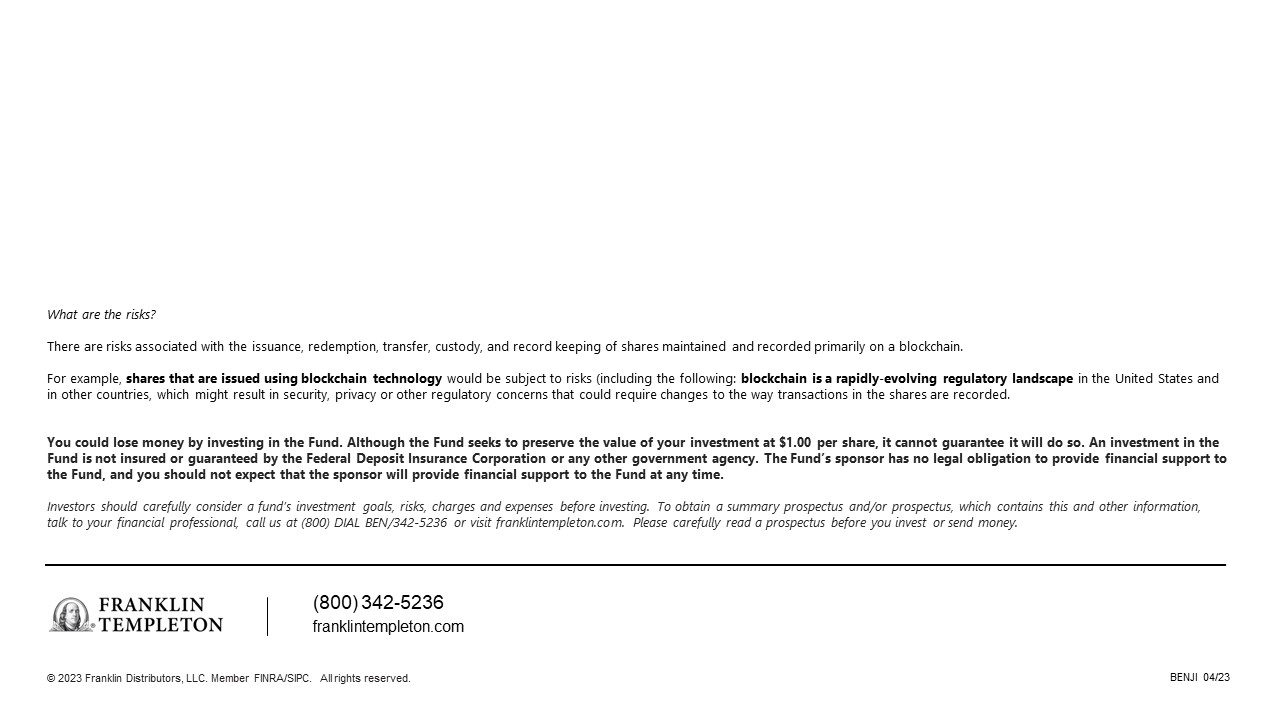 What are the risks?
There are risks associated with the issuance, redemption, transfer, custody, and record keeping of shares maintained and recorded primarily on a blockchain.
For example, shares that are issued using blockchain technology would be subject to risks (including the following: blockchain is a rapidly-evolving regulatory landscape in the United States and
in other countries, which might result in security, privacy or other regulatory concerns that could require changes to the way transactions in the shares are recorded.
You could lose money by investing in the Fund. Although the Fund seeks to preserve the value of your investment at $1.00 per share, it cannot guarantee it will do so. An investment in the
Fund is not insured or guaranteed by the Federal Deposit Insurance Corporation or any other government agency. The Fund's sponsor has no legal obligation to provide financial support to
the Fund, and you should not expect that the sponsor will provide financial support to the Fund at any time.
Investors should carefully consider a fund's investment goals, risks, charges and expenses before investing. To obtain a summary prospectus and/or prospectus, which contains this and other information,
talk to your financial professional, call us at (800) DIAL BEN/342-5236 or visit franklintempleton.com. Please carefully read a prospectus before you invest or send money.
FRANKLIN
TEMPLETON
(800) 342-5236
franklintempleton.com
© 2023 Franklin Distributors, LLC. Member FINRA/SIPC. All rights reserved.
BENJI 04/23